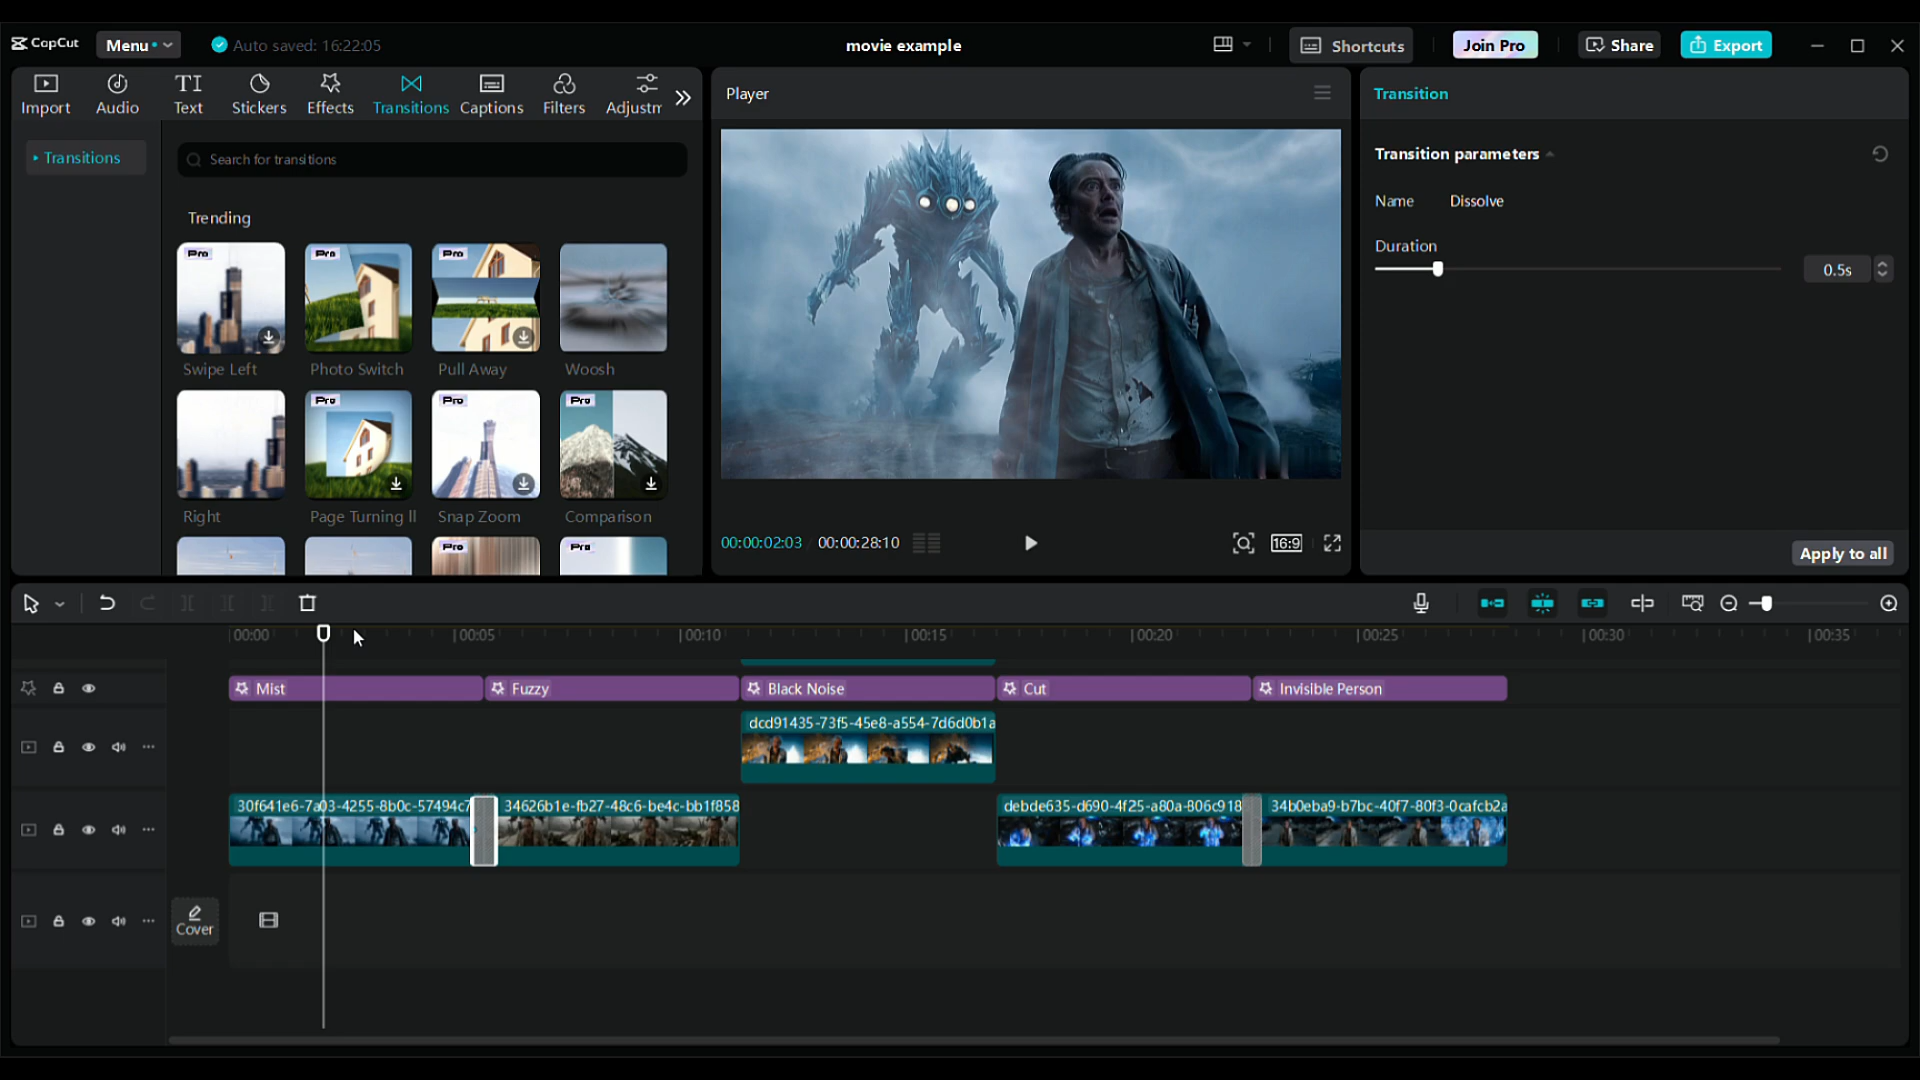 CapCut
Menu
Auto saved: 16:22:05
movie example
Shortcuts
Join Pro
Share
Export
Import
Audio
TI
Text
Stickers
Effects
Transitions
Captions
Filters
Adjustm
Transitions
Search for transitions
Trending
Pro
Pro
Pro
Swipe Left
Photo Switch
Pull Away
Woosh
Pro
Pro
Pro
Right
Page Turning II
Snap Zoom
Comparison
Pro
Pro
Player
00:00:02:03
00:00:28:10
16:9
Transition
Transition parameters
Name
Dissolve
Duration
0.5s
Apply to all
00:00
00:05
00:10
00:15
00:20
00:25
00:30
00:35
Mist
Fuzzy
Black Noise
Cut
Invisible Person
dcd91435-73f5-45e8-a554-7d6d0b1a
30f641e6-7a03-4255-8b0c-57494c7
34626b1e-fb27-48c6-be4c-bb1f858
debde635-d690-4f25-a80a-806c918
34b0eba9-b7bc-40f7-80f3-0cafcb2a
Cover